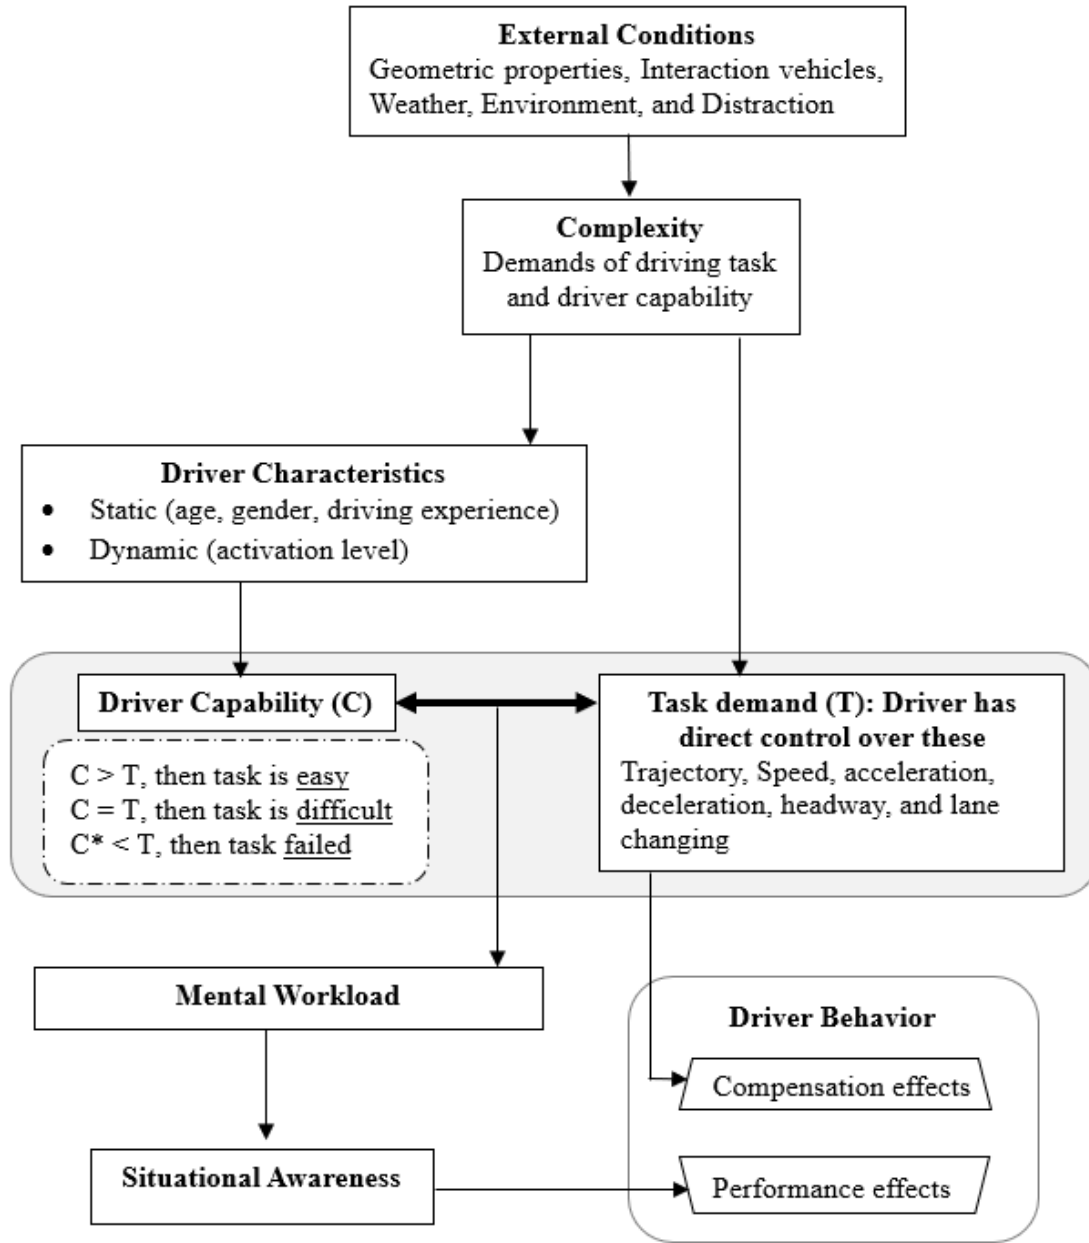 External Conditions
Geometric properties, Interaction vehicles,
Weather, Environment, and Distraction
Complexity
Demands of driving task
and driver capability
Driver Characteristics
• Static (age, gender, driving experience)
• Dynamic (activation level)
Driver Capability (C)
C > T, then task is easy
C = T, then task is difficult
C* < T, then task failed
Task demand (T): Driver has
direct control over these
Trajectory, Speed, acceleration,
deceleration, headway, and lane
changing
Mental Workload
Situational Awareness
Driver Behavior
Compensation effects
Performance effects